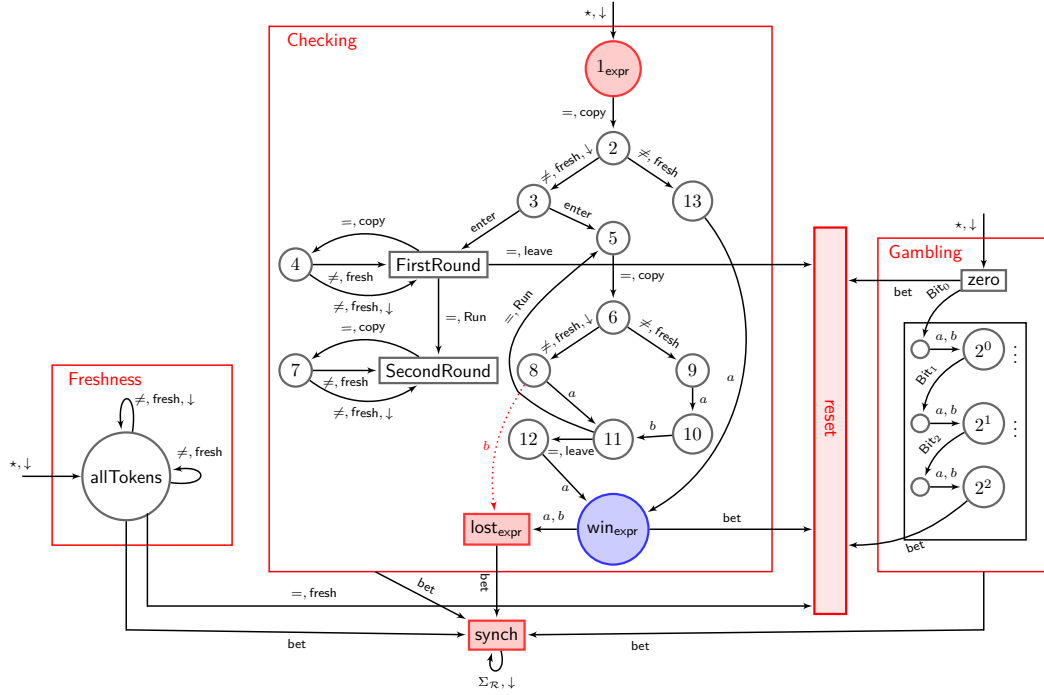 ⋆, ↓
Checking
1expr
=, copy
2
≠, fresh, ↓
≠, fresh
3
13
enter
enter
=, copy
5
⋆, ↓
4
FirstRound
=, leave
Gambling
≠, fresh
=, copy
zero
bet
≠, fresh, ↓
Bit0
=, Run
=, Run
6
=, copy
≠, fresh, ↓
≠, fresh
a, b
20
⋮
7
SecondRound
8
9
a
Freshness
≠, fresh
Bit1
a
a
reset
≠, fresh, ↓
≠, fresh, ↓
a, b
21
⋮
b
12
11
b
10
Bit2
≠, fresh
=, leave
⋆, ↓
allTokens
a
a, b
22
lostexpr
a, b
winexpr
bet
bet
bet
bet
=, fresh
synch
bet
bet
Σℛ, ↓